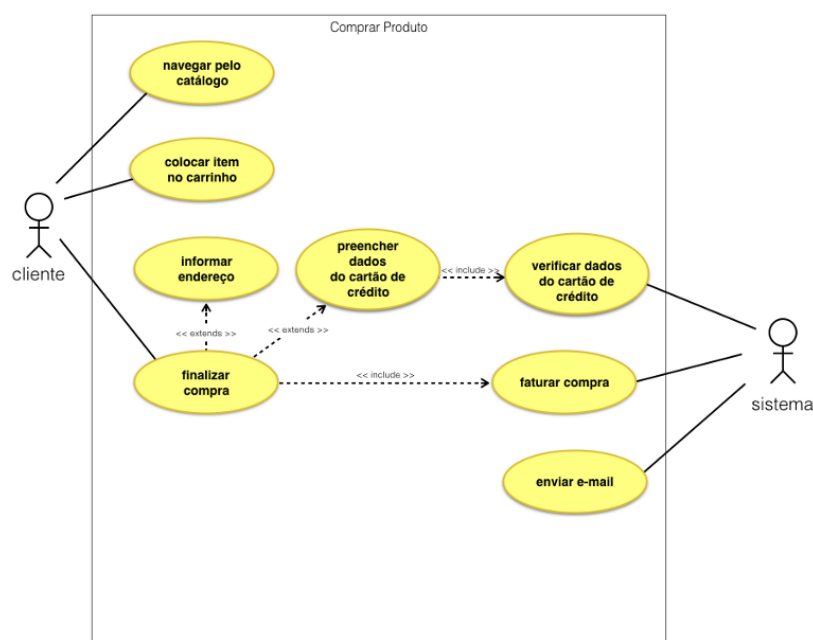 Comprar Produto
navegar pelo
catálogo
colocar item
no carrinho
cliente
informar
endereço
preencher
dados
do cartão de
crédito
<< include >>
verificar dados
do cartão de
crédito
<< extends >>
<< extends >>
finalizar
compra
<< include >>
faturar compra
sistema
enviar e-mail